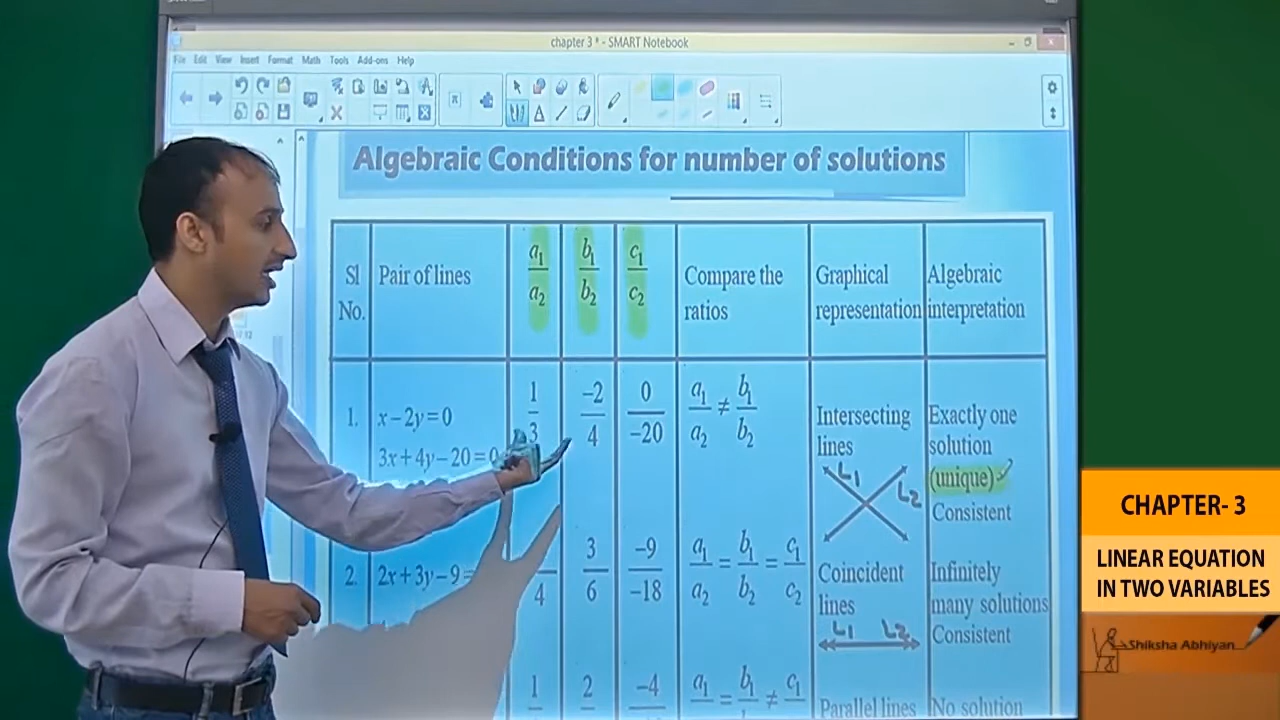 chapter 3 * - SMART Notebook
File Edit View Insert Format Math Tools Add-ons Help
Algebraic Conditions for number of solutions
Sl No. Pair of lines a₁/a₂ b₁/b₂ c₁/c₂ Compare the ratios Graphical representation Algebraic interpretation
1. x − 2y = 0
3x + 4y − 20 = 0
1/3 -2/4 0/-20 a₁/a₂ ≠ b₁/b₂
Intersecting lines
L1 L2
Exactly one solution
(unique) ✓
Consistent
2. 2x + 3y − 9 =
4 3/6 -9/-18 a₁/a₂ = b₁/b₂ = c₁/c₂
Coincident lines
L1 L2
Infinitely many solutions
Consistent
1 2 -4 a₁ = b₁ ≠ c₁
Parallel lines No solution
CHAPTER- 3
LINEAR EQUATION
IN TWO VARIABLES
Shiksha Abhiyan